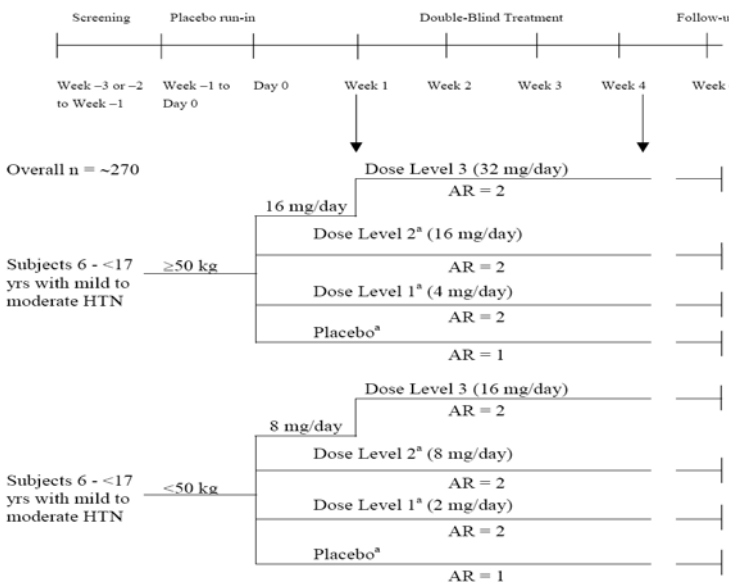 Screening Placebo run-in Double-Blind Treatment Follow-u
Week –3 or –2 Week –1 to Day 0 Week 1 Week 2 Week 3 Week 4 Week
to Week –1 Day 0
Overall n = ~270
Dose Level 3 (32 mg/day)
AR = 2
16 mg/day
Dose Level 2ª (16 mg/day)
AR = 2
Subjects 6 - <17
yrs with mild to
moderate HTN
≥50 kg
Dose Level 1ª (4 mg/day)
AR = 2
Placeboª
AR = 1
Dose Level 3 (16 mg/day)
AR = 2
8 mg/day
Dose Level 2ª (8 mg/day)
AR = 2
Subjects 6 - <17
yrs with mild to
moderate HTN
<50 kg
Dose Level 1ª (2 mg/day)
AR = 2
Placeboª
AR = 1